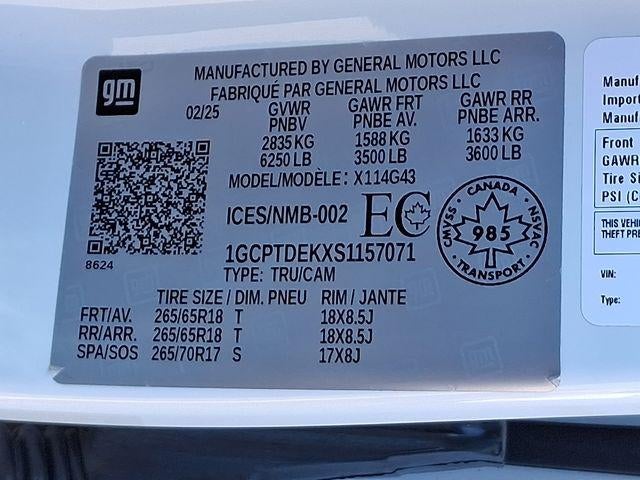 gm
MANUFACTURED BY GENERAL MOTORS LLC
FABRIQUÉ PAR GENERAL MOTORS LLC
02/25 GVWR GAWR FRT GAWR RR
PNBV PNBE AV. PNBE ARR.
2835 KG 1588 KG 1633 KG
6250 LB 3500 LB 3600 LB
MODEL/MODÈLE: X114G43
ICES/NMB-002 EC
CANADA
CMVSS 985 NSVAC
TRANSPORT
1GCPTDEKXS1157071
8624
TYPE: TRU/CAM
TIRE SIZE / DIM. PNEU RIM / JANTE
FRT/AV. 265/65R18 T 18X8.5J
RR/ARR. 265/65R18 T 18X8.5J
SPA/SOS 265/70R17 S 17X8J
Manuf
Import
Manuf
Front
GAWR
Tire Si
PSI (C
THIS VEHI
THEFT PRE
VIN:
Type: